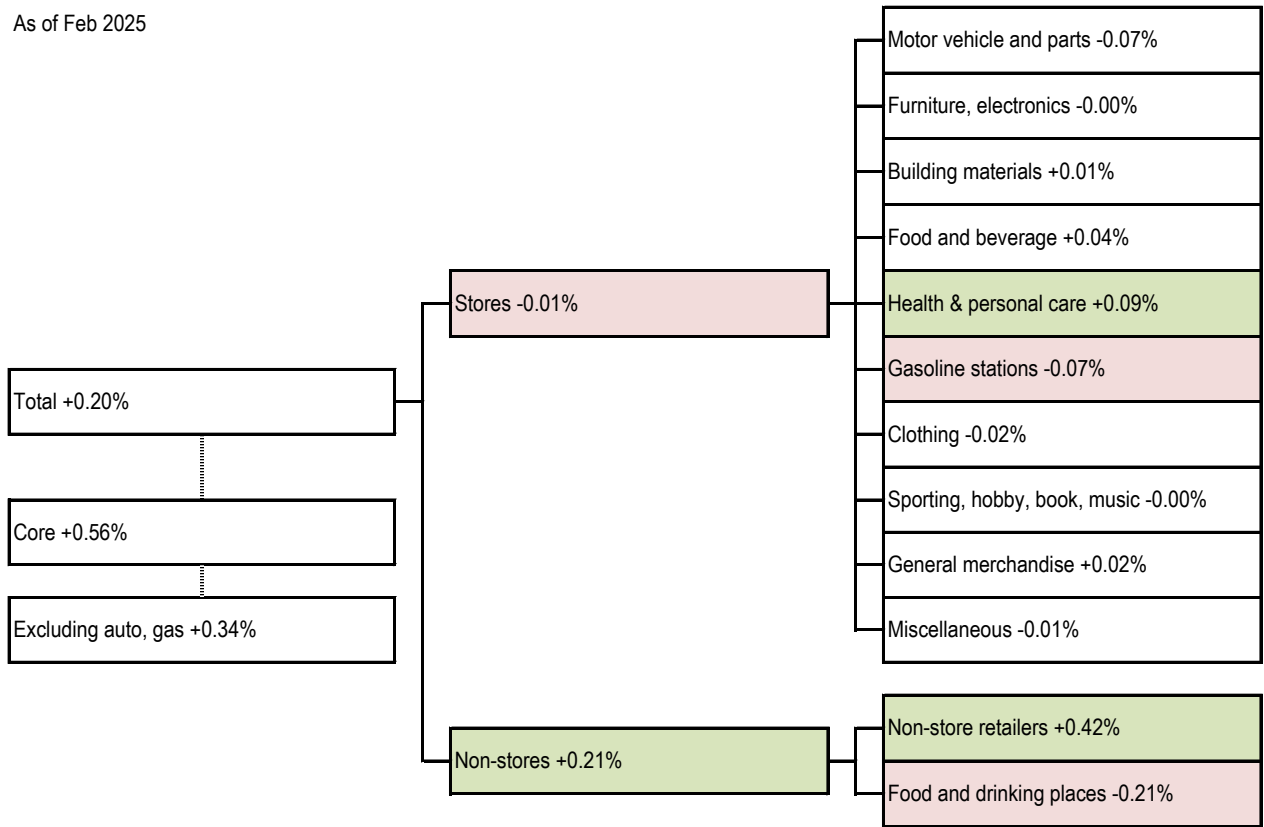 As of Feb 2025
Total +0.20%
Core +0.56%
Excluding auto, gas +0.34%
Stores -0.01%
Non-stores +0.21%
Motor vehicle and parts -0.07%
Furniture, electronics -0.00%
Building materials +0.01%
Food and beverage +0.04%
Health & personal care +0.09%
Gasoline stations -0.07%
Clothing -0.02%
Sporting, hobby, book, music -0.00%
General merchandise +0.02%
Miscellaneous -0.01%
Non-store retailers +0.42%
Food and drinking places -0.21%